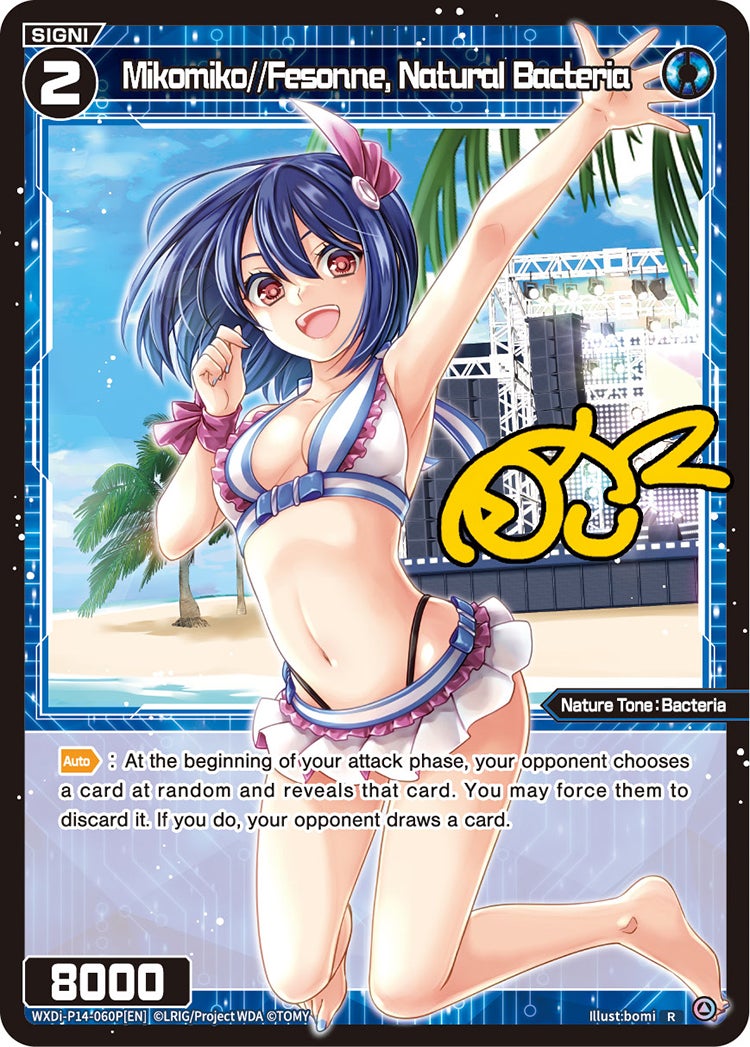 SIGNI
2
Mikomiko//Fesonne, Natural Bacteria
Nature Tone:Bacteria
Auto : At the beginning of your attack phase, your opponent chooses
a card at random and reveals that card. You may force them to
discard it. If you do, your opponent draws a card.
8000
WXDi-P14-060P[EN] ©LRIG/Project WDA ©TOMY
Illust:bomi R